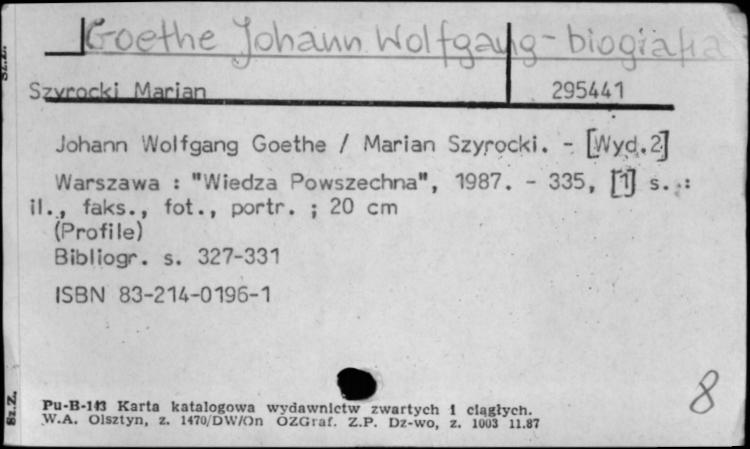 Goethe Johann Wolfgang - biografia
Szyrocki Marian 295441
Johann Wolfgang Goethe / Marian Szyrocki. - [Wyd.2]
Warszawa : "Wiedza Powszechna", 1987. - 335, [1] s. :
il., faks., fot., portr. ; 20 cm
(Profile)
Bibliogr. s. 327-331
ISBN 83-214-0196-1
8
Pu-B-143 Karta katalogowa wydawnictw zwartych i ciągłych.
W.A. Olsztyn, z. 1470/DW/On OZGraf. Z.P. Dz-wo, z. 1003 11.87
Sz.Z.
Sz.Z.